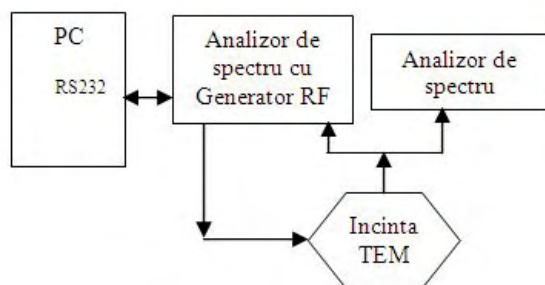 PC
RS232
Analizor de
spectru cu
Generator RF
Analizor de
spectru
Incinta
TEM